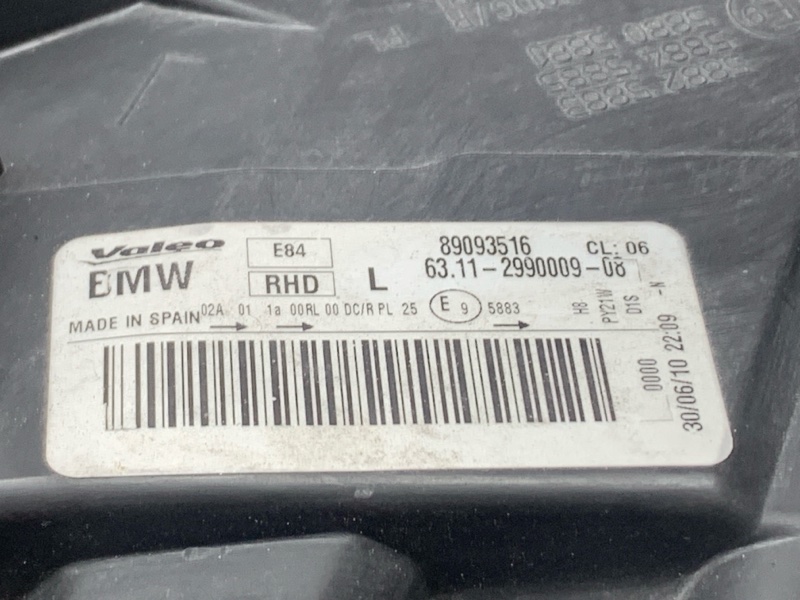 Valeo E84 89093516 CL: 06
BMW RHD L 63.11-2990009-08
MADE IN SPAIN 02A 01 1a 00RL 00 DC/R PL 25 E 9 5883
H8
PY21W
D1S
-N
0000
30/06/10 22:09
PL